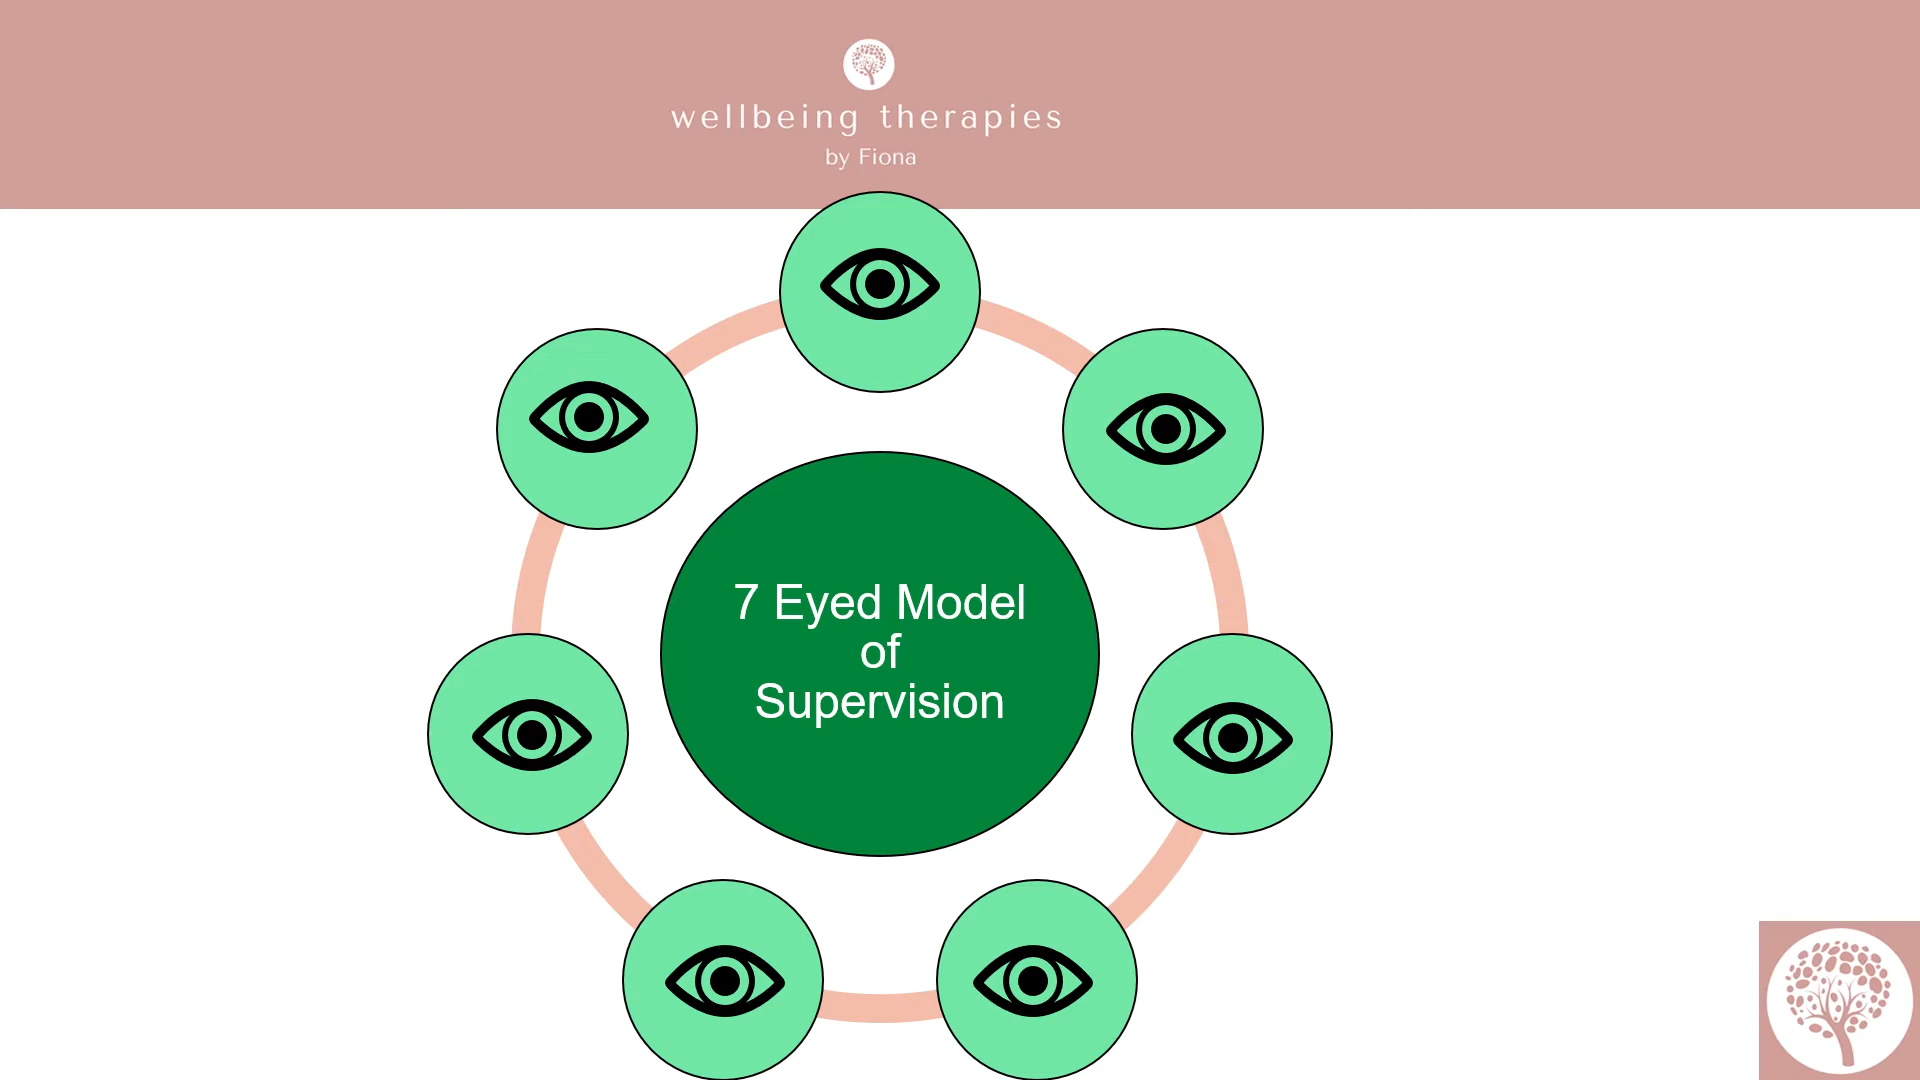 wellbeing therapies
by Fiona
7 Eyed Model
of
Supervision